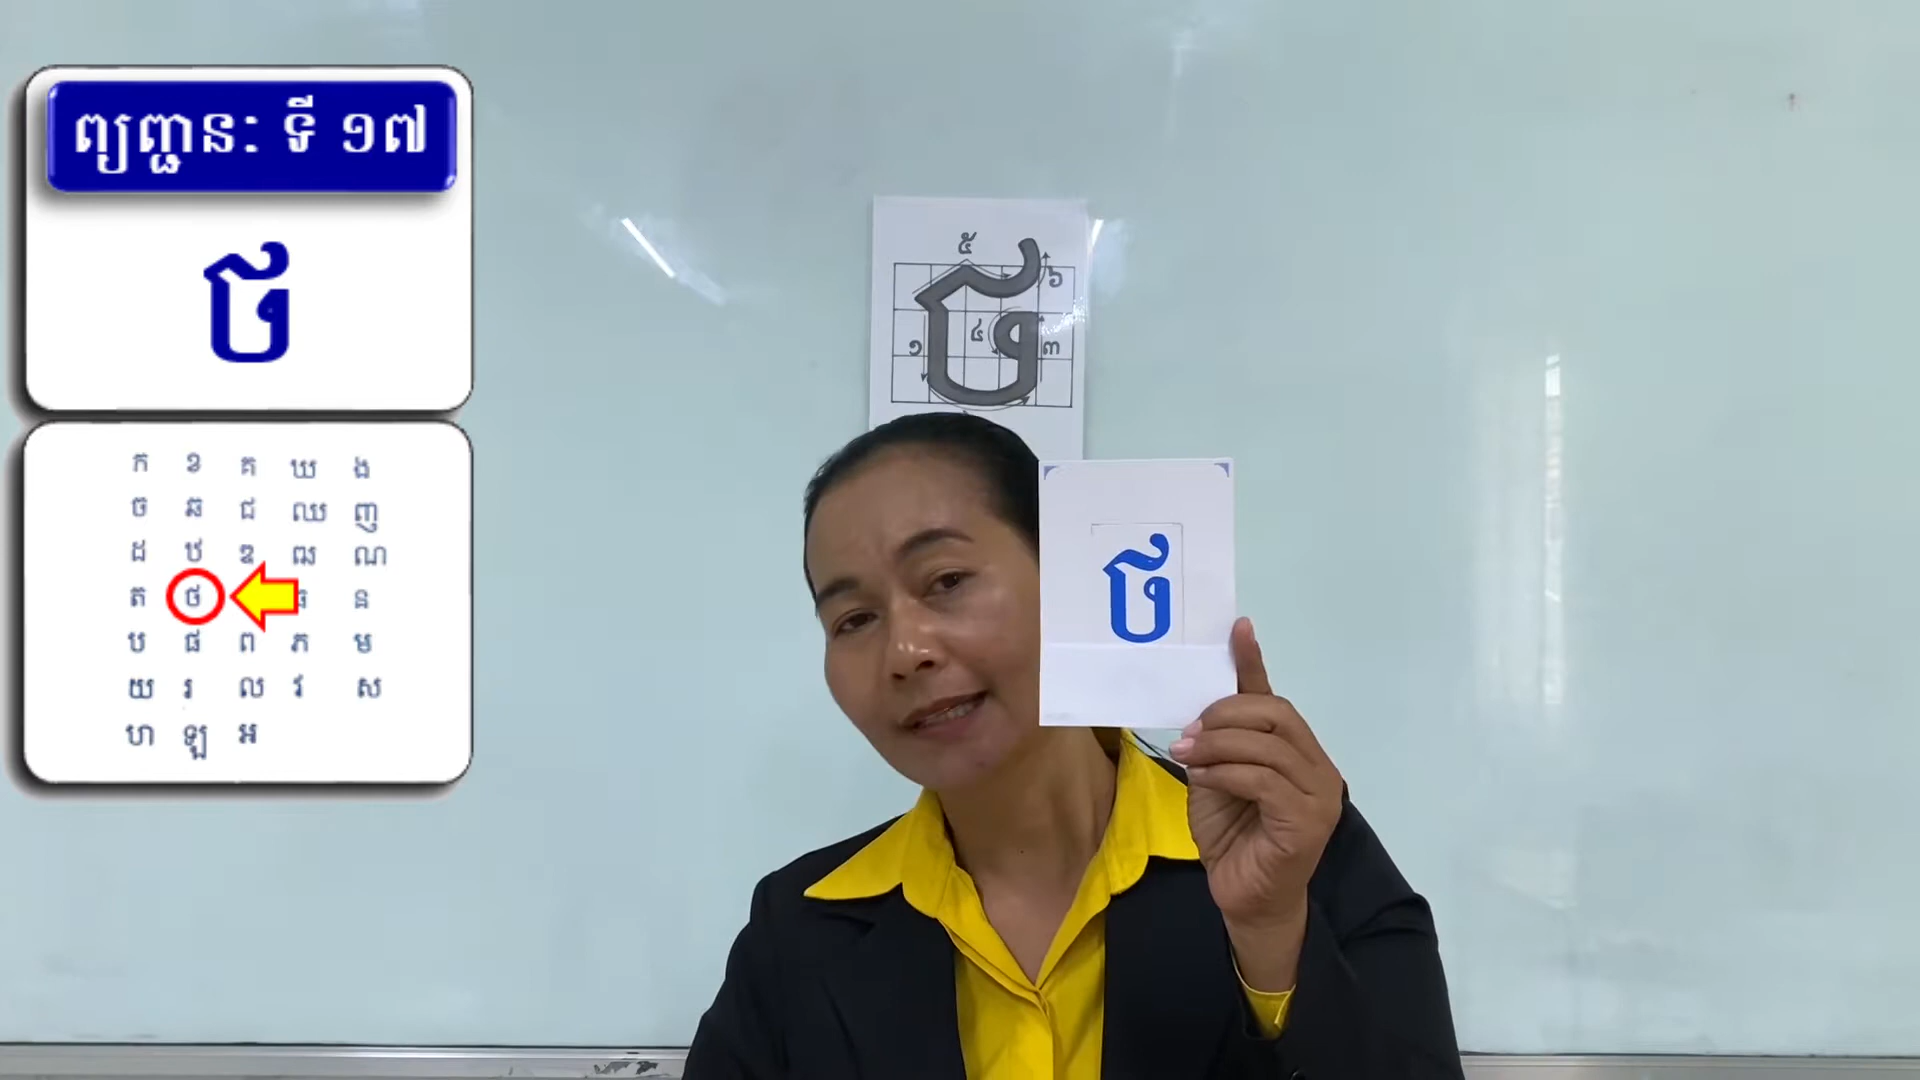 ព្យញ្ជនៈ ទី ១៧
ថ
ក ខ គ ឃ ង
ច ឆ ជ ឈ ញ
ដ ឋ ឌ ឍ ណ
ត ថ ន
ប ផ ព ភ ម
យ រ ល វ ស
ហ ឡ អ
៥
៦
ថ
១ ៤ ៣
ថ